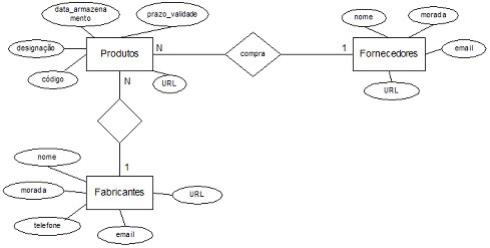 data_armazena
mento
prazo_validade
designação
código
Produtos
URL
N
compra
1
nome
morada
email
Fornecedores
URL
N
1
nome
morada
telefone
Fabricantes
email
URL